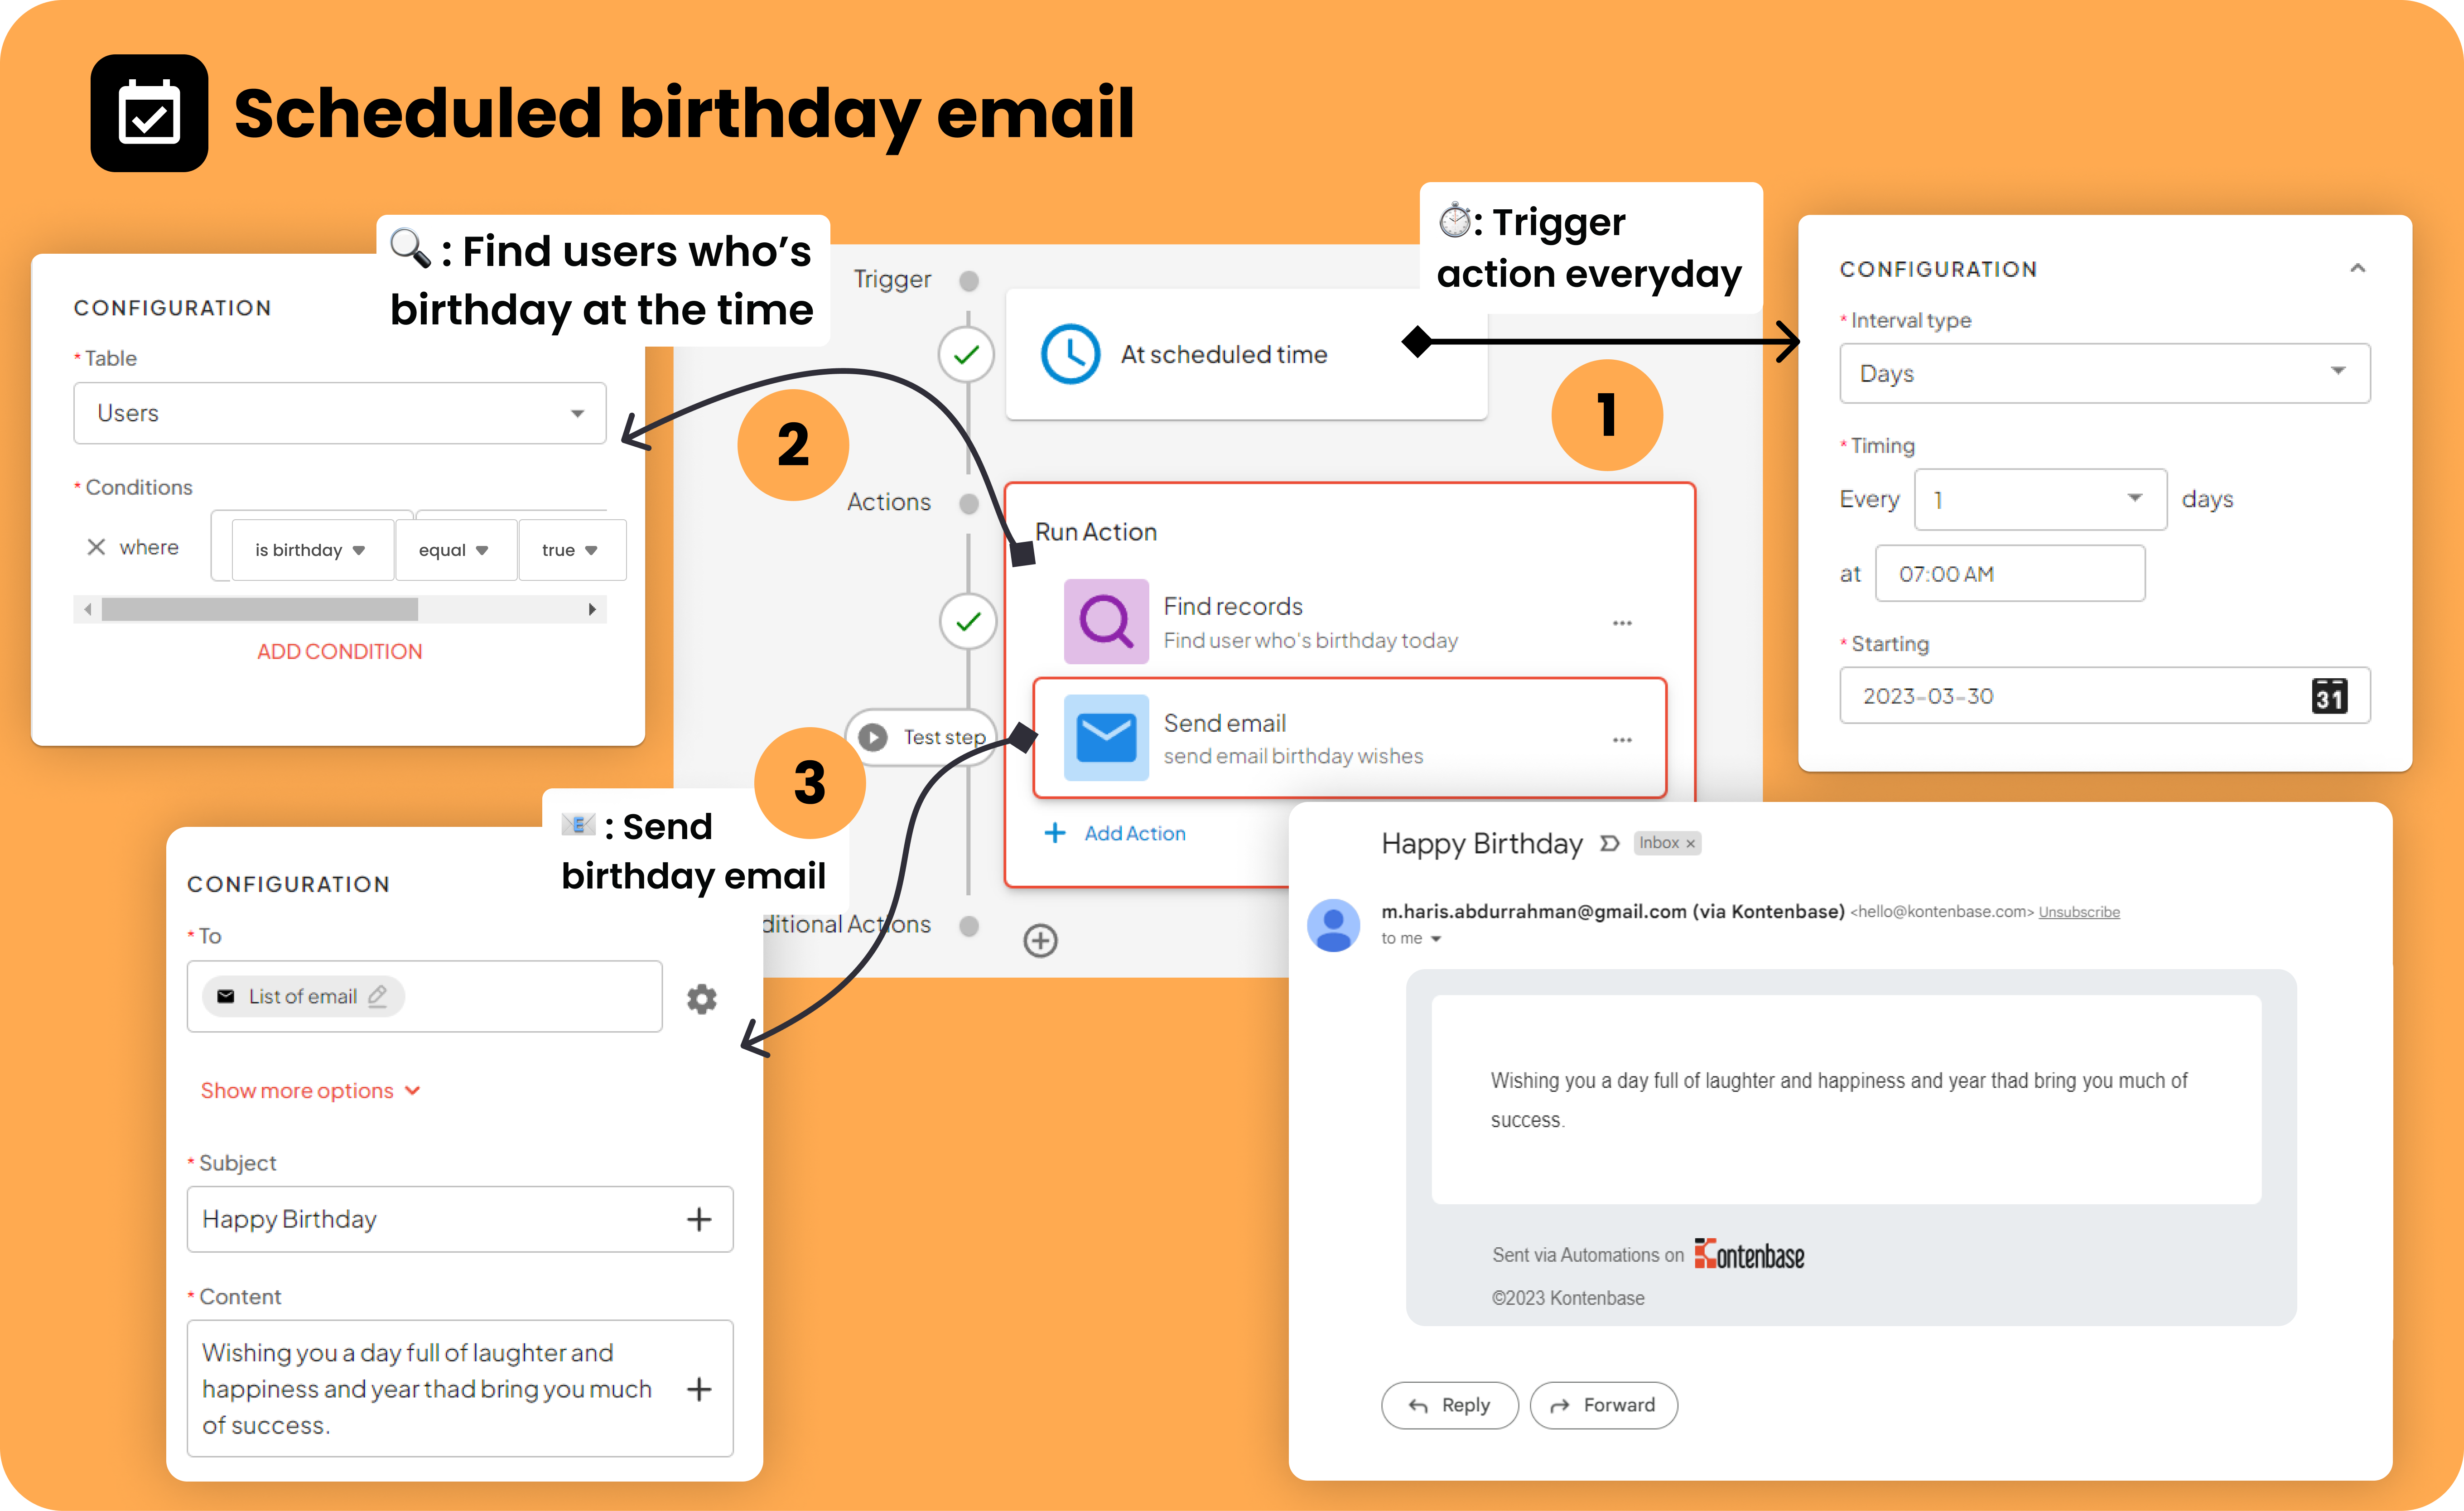 Scheduled birthday email
: Find users who's
birthday at the time
CONFIGURATION
* Table
Users
* Conditions
where is birthday equal true
ADD CONDITION
2
Trigger
At scheduled time
: Trigger
action everyday
1
CONFIGURATION
* Interval type
Days
* Timing
Every 1 days
at 07:00 AM
* Starting
2023-03-30
31
Actions
Run Action
Find records
Find user who's birthday today
Test step
Send email
send email birthday wishes
+ Add Action
ditional Actions
3
E : Send
birthday email
CONFIGURATION
* To
List of email
Show more options
* Subject
Happy Birthday +
* Content
Wishing you a day full of laughter and
happiness and year thad bring you much
of success.
+
Happy Birthday Inbox ×
m.haris.abdurrahman@gmail.com (via Kontenbase) <hello@kontenbase.com> Unsubscribe
to me
Wishing you a day full of laughter and happiness and year thad bring you much of
success.
Sent via Automations on Kontenbase
©2023 Kontenbase
Reply Forward